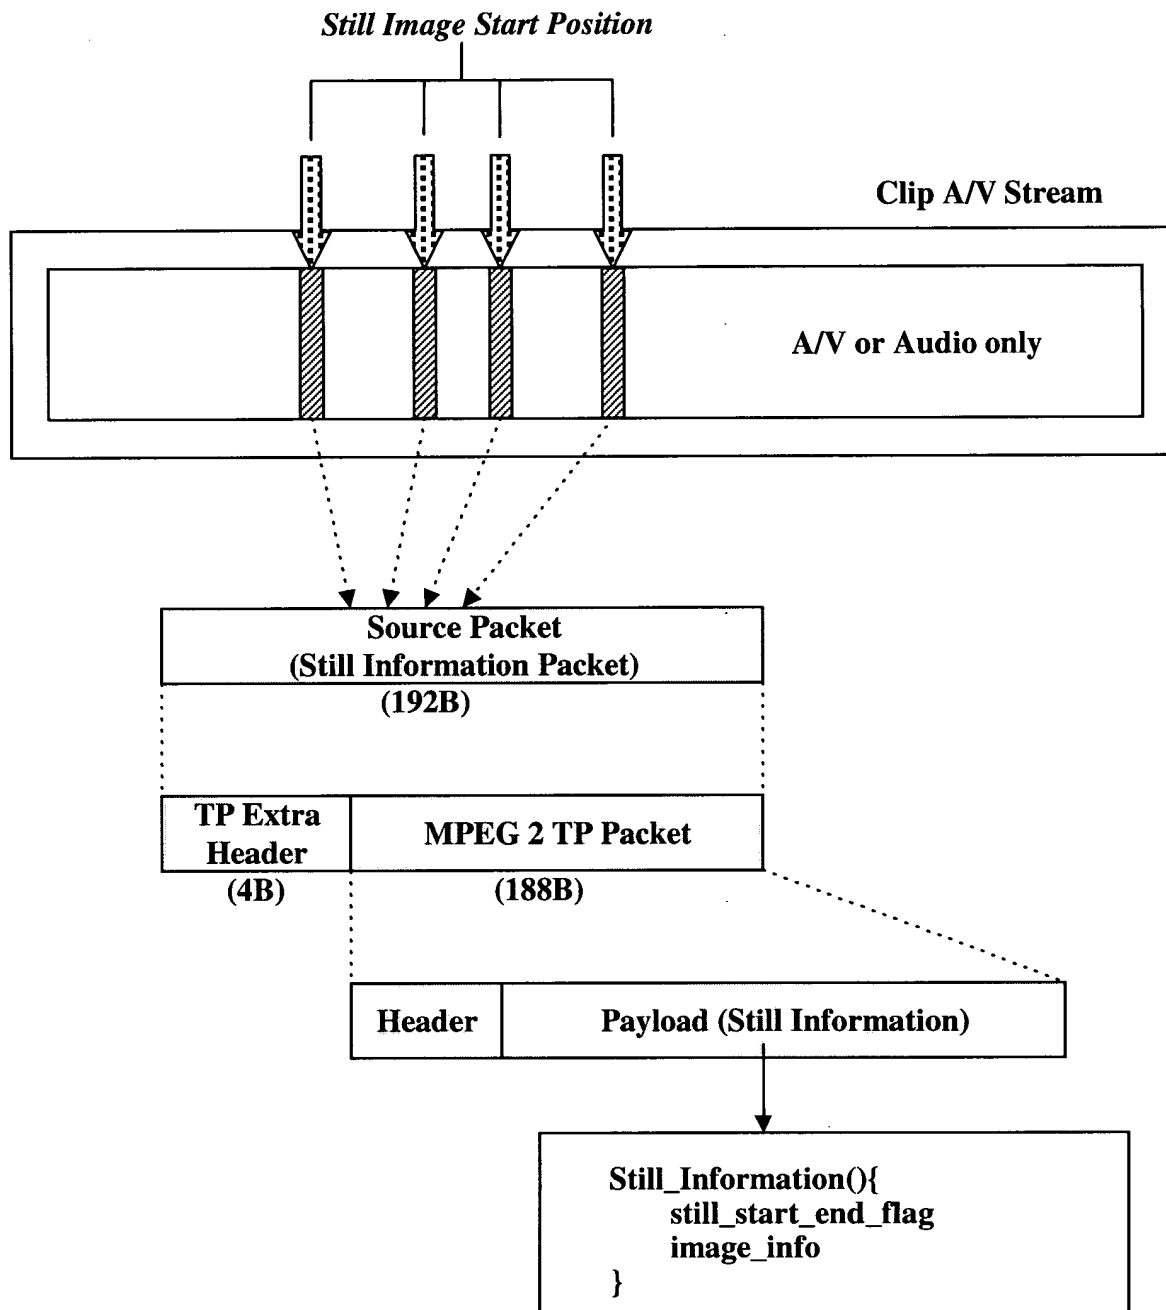 Still Image Start Position
Clip A/V Stream
A/V or Audio only
Source Packet
(Still Information Packet)
(192B)
TP Extra
Header
MPEG 2 TP Packet
(4B)
(188B)
Header
Payload (Still Information)
Still_Information(){
still_start_end_flag
image_info
}